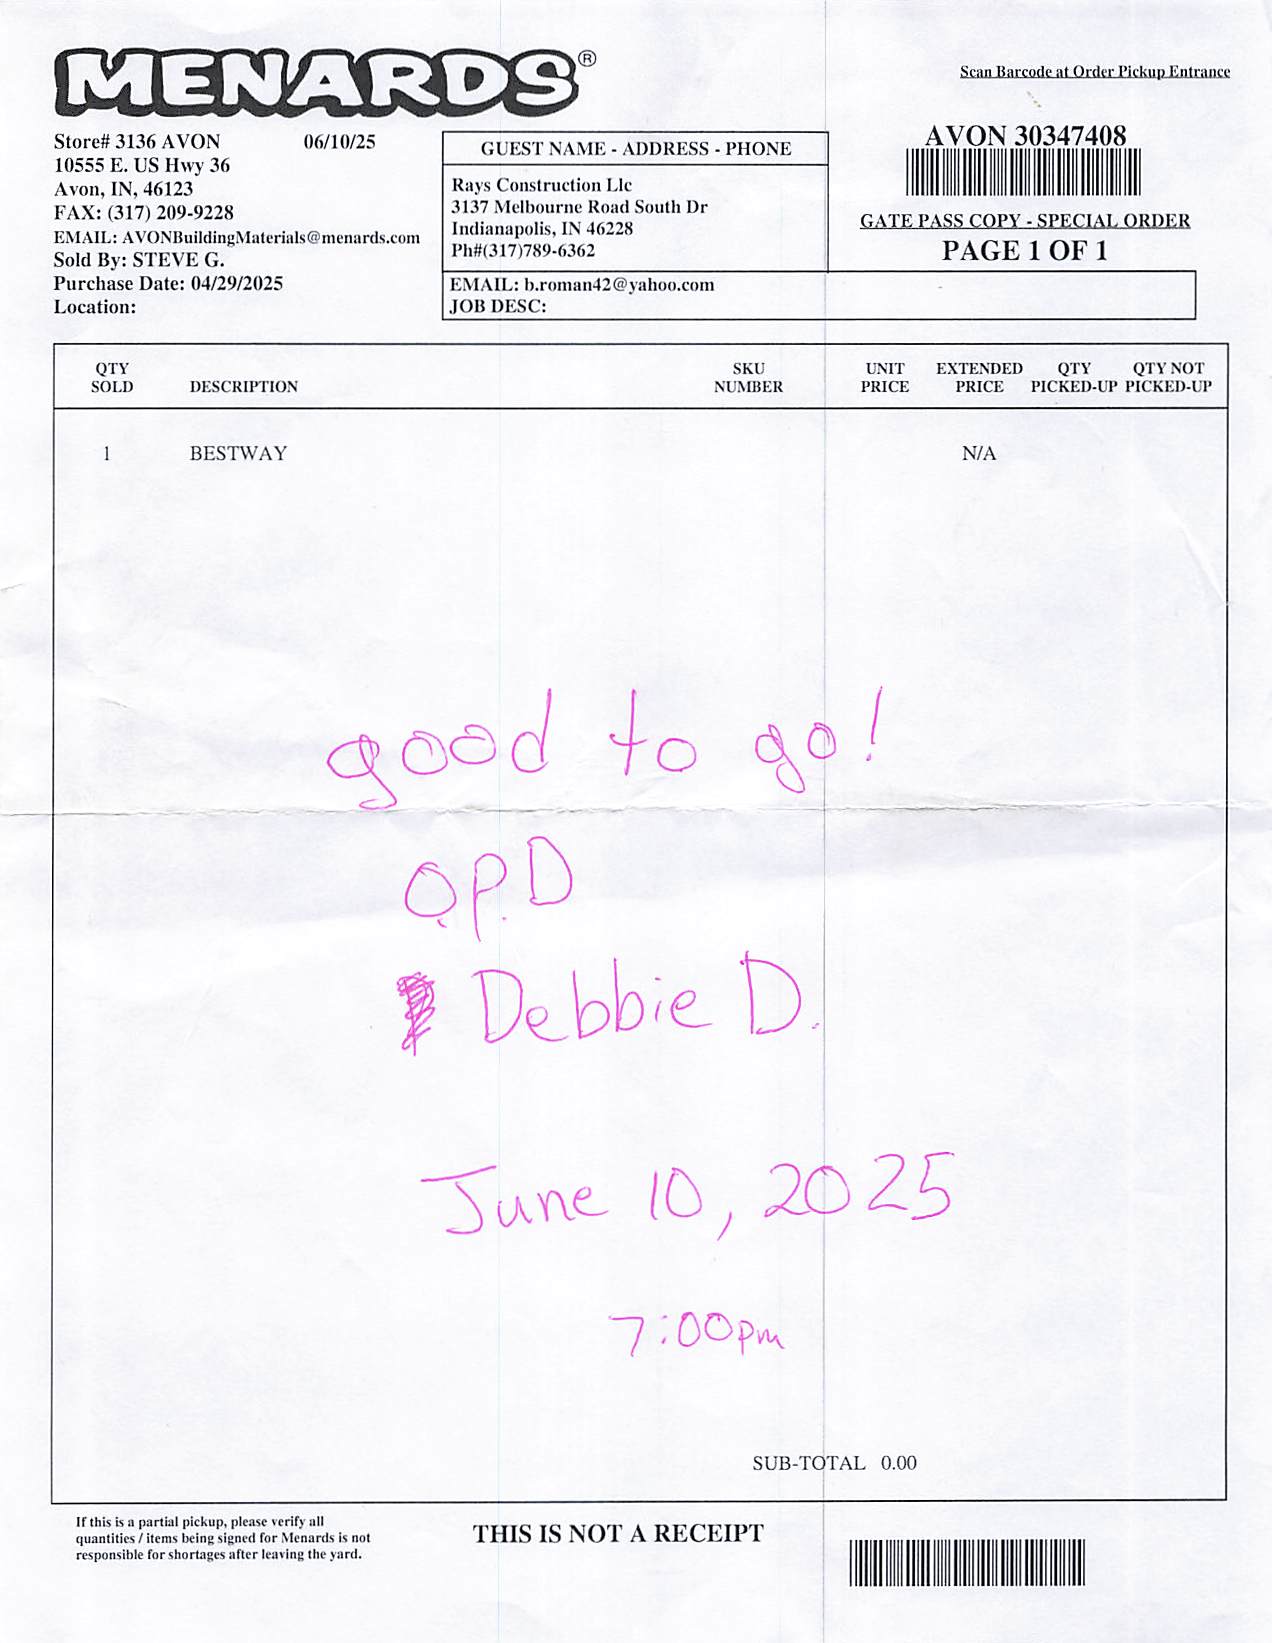 MENARDS®
Scan Barcode at Order Pickup Entrance
Store# 3136 AVON 06/10/25
10555 E. US Hwy 36
Avon, IN, 46123
FAX: (317) 209-9228
EMAIL: AVONBuildingMaterials@menards.com
Sold By: STEVE G.
Purchase Date: 04/29/2025
Location:
GUEST NAME - ADDRESS - PHONE
Rays Construction Llc
3137 Melbourne Road South Dr
Indianapolis, IN 46228
Ph#(317)789-6362
EMAIL: b.roman42@yahoo.com
JOB DESC:
AVON 30347408
GATE PASS COPY - SPECIAL ORDER
PAGE 1 OF 1
QTY SOLD DESCRIPTION SKU NUMBER UNIT PRICE EXTENDED PRICE QTY PICKED-UP QTY NOT PICKED-UP
1 BESTWAY N/A
good to go!
O.P.D
Debbie D.
June 10, 2025
7:00pm
SUB-TOTAL 0.00
If this is a partial pickup, please verify all
quantities / items being signed for Menards is not
responsible for shortages after leaving the yard.
THIS IS NOT A RECEIPT